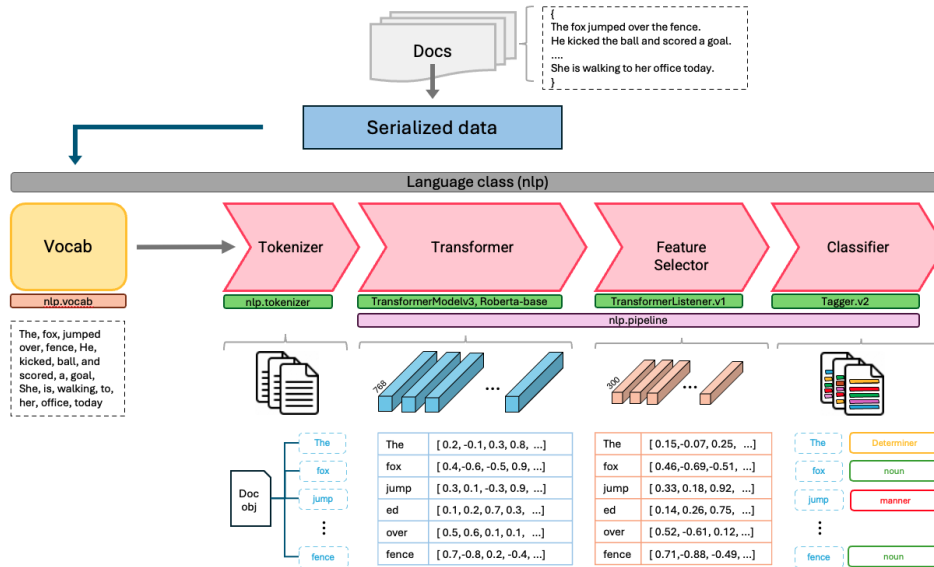 Docs
{
The fox jumped over the fence.
He kicked the ball and scored a goal.
....
She is walking to her office today.
}
Serialized data
Language class (nlp)
Vocab
Tokenizer
Transformer
Feature
Selector
Classifier
nlp.vocab
nlp.tokenizer
TransformerModelv3, Roberta-base
TransformerListener.v1
Tagger.v2
nlp.pipeline
The, fox, jumped
over, fence, He,
kicked, ball, and
scored, a, goal,
She, is, walking, to,
her, office, today
768
...
300
...
Doc
obj
The
fox
jump
fence
The [ 0.2, -0.1, 0.3, 0.8, ...]
fox [ 0.4,-0.6, -0.5, 0.9, ...]
jump [ 0.3, 0.1, -0.3, 0.9, ...]
ed [ 0.1, 0.2, 0.7, 0.3, ...]
over [ 0.5, 0.6, 0.1, 0.1, ...]
fence [ 0.7,-0.8, 0.2, -0.4, ...]
The [ 0.15,-0.07, 0.25, ...]
fox [ 0.46,-0.69,-0.51, ...]
jump [ 0.33, 0.18, 0.92, ...]
ed [ 0.14, 0.26, 0.75, ...]
over [ 0.52, -0.61, 0.12, ...]
fence [ 0.71,-0.88, -0.49, ...]
The Determiner
fox noun
jump manner
fence noun